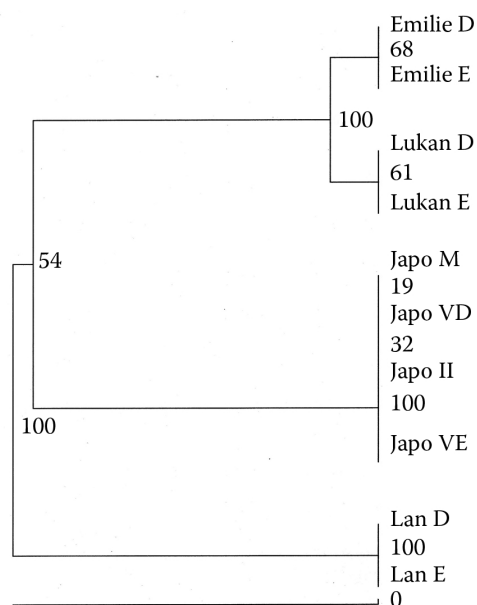 Emilie D
68
Emilie E
100
Lukan D
61
Lukan E
54
Japo M
19
Japo VD
32
Japo II
100
100
Japo VE
Lan D
100
Lan E
0